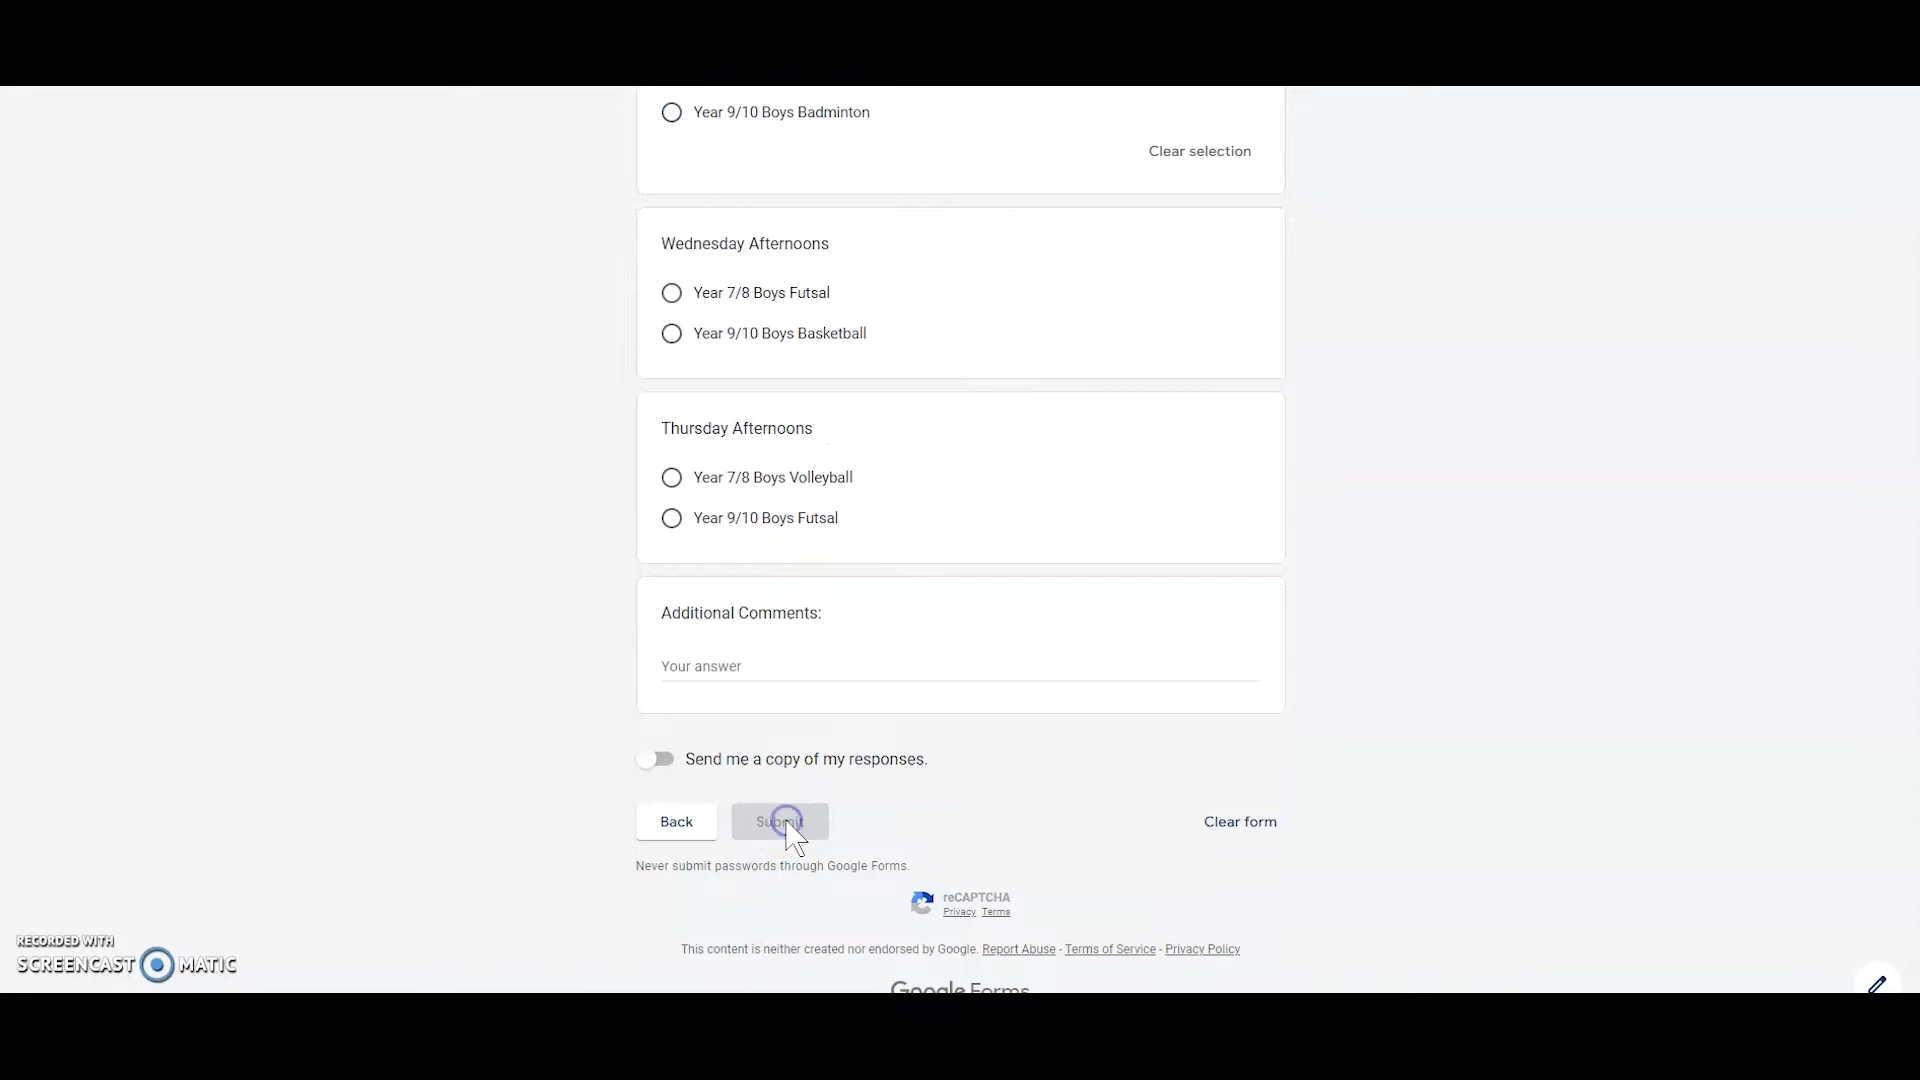 Year 9/10 Boys Badminton
Clear selection
Wednesday Afternoons
Year 7/8 Boys Futsal
Year 9/10 Boys Basketball
Thursday Afternoons
Year 7/8 Boys Volleyball
Year 9/10 Boys Futsal
Additional Comments:
Your answer
Send me a copy of my responses.
Back
Submit
Clear form
Never submit passwords through Google Forms.
reCAPTCHA
Privacy Terms
This content is neither created nor endorsed by Google. Report Abuse - Terms of Service - Privacy Policy
Google Forms
RECORDED WITH
SCREENCAST MATIC